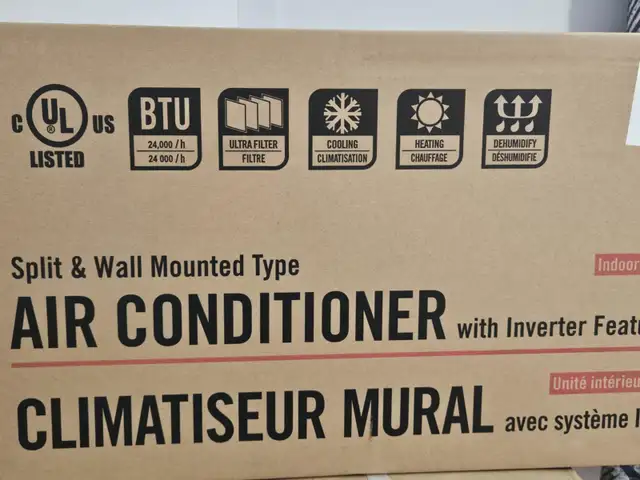 C UL ® US
LISTED
BTU
24,000 / h
24 000 / h
ULTRA FILTER
FILTRE
COOLING
CLIMATISATION
HEATING
CHAUFFAGE
DEHUMIDIFY
DÉSHUMIDIFIE
Split & Wall Mounted Type
Indoor
AIR CONDITIONER with Inverter
Unité
CLIMATISEUR MURAL avec système